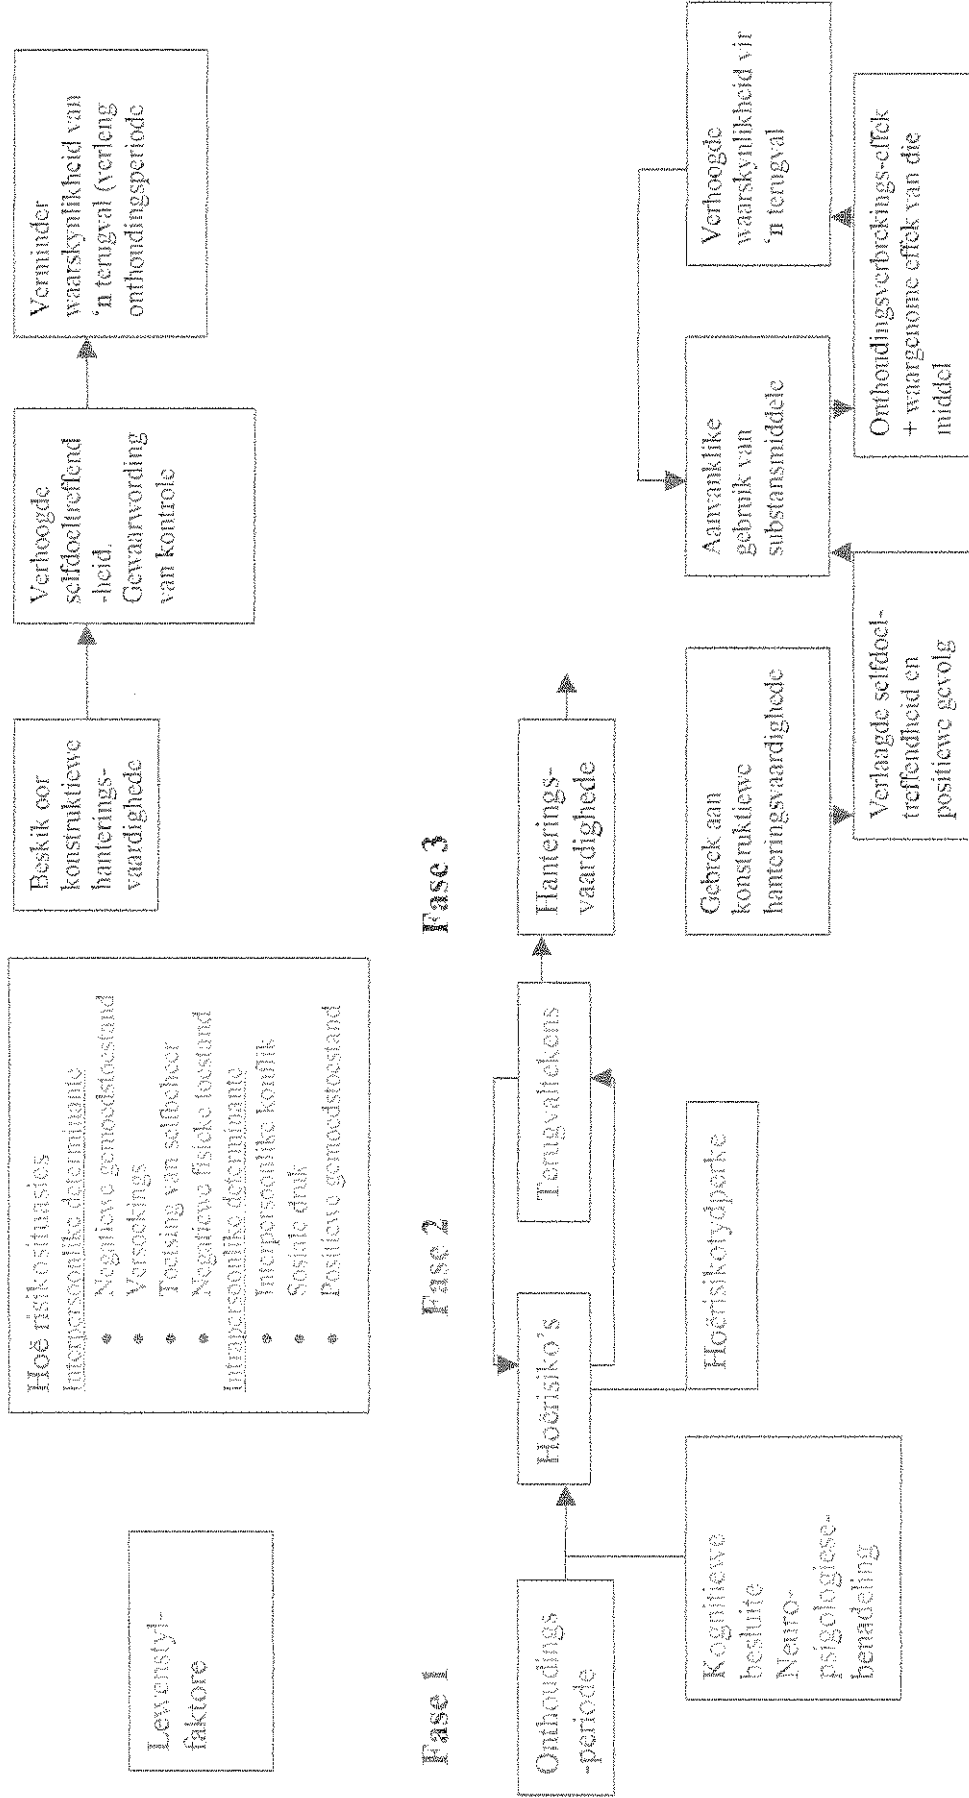 Lewenstyl-
faktore
Hoë risikosituasies
Interpersoonlike determinante
• Negatiewe gemoedstoestand
• Versoekings
• Toetsing van selfbeheer
• Negatiewe fisieke toestand
Intrapersoonlike determinante
• Interpersoonlike konflik
• Sosiale druk
• Positiewe gemoedstoestand
Beskik oor
konstruktiewe
hanterings-
vaardighede
Verhoogde
selfdoeltreffend
-heid.
Gewaarwording
van kontrole
Verminder
waarskynlikheid van
'n terugval (verleng
onthoudingsperiode
Fase 1
Fase 2
Fase 3
Onthoudings
-periode
Hoërisiko's
Terugvaltekens
Hanterings-
vaardighede
Kognitiewe
besluite
Neuro-
psigologiese-
benadeling
Hoërisikotydperke
Gebrek aan
konstruktiewe
hanteringsvaardighede
Aanvanklike
gebruik van
substansmiddele
Verhoogde
waarskynlikheid vir
'n terugval
Verlaagde selfdoel-
treffendheid en
positiewe gevolg
Onthoudingsverbrekings-effek
+ waargenome effek van die
middel